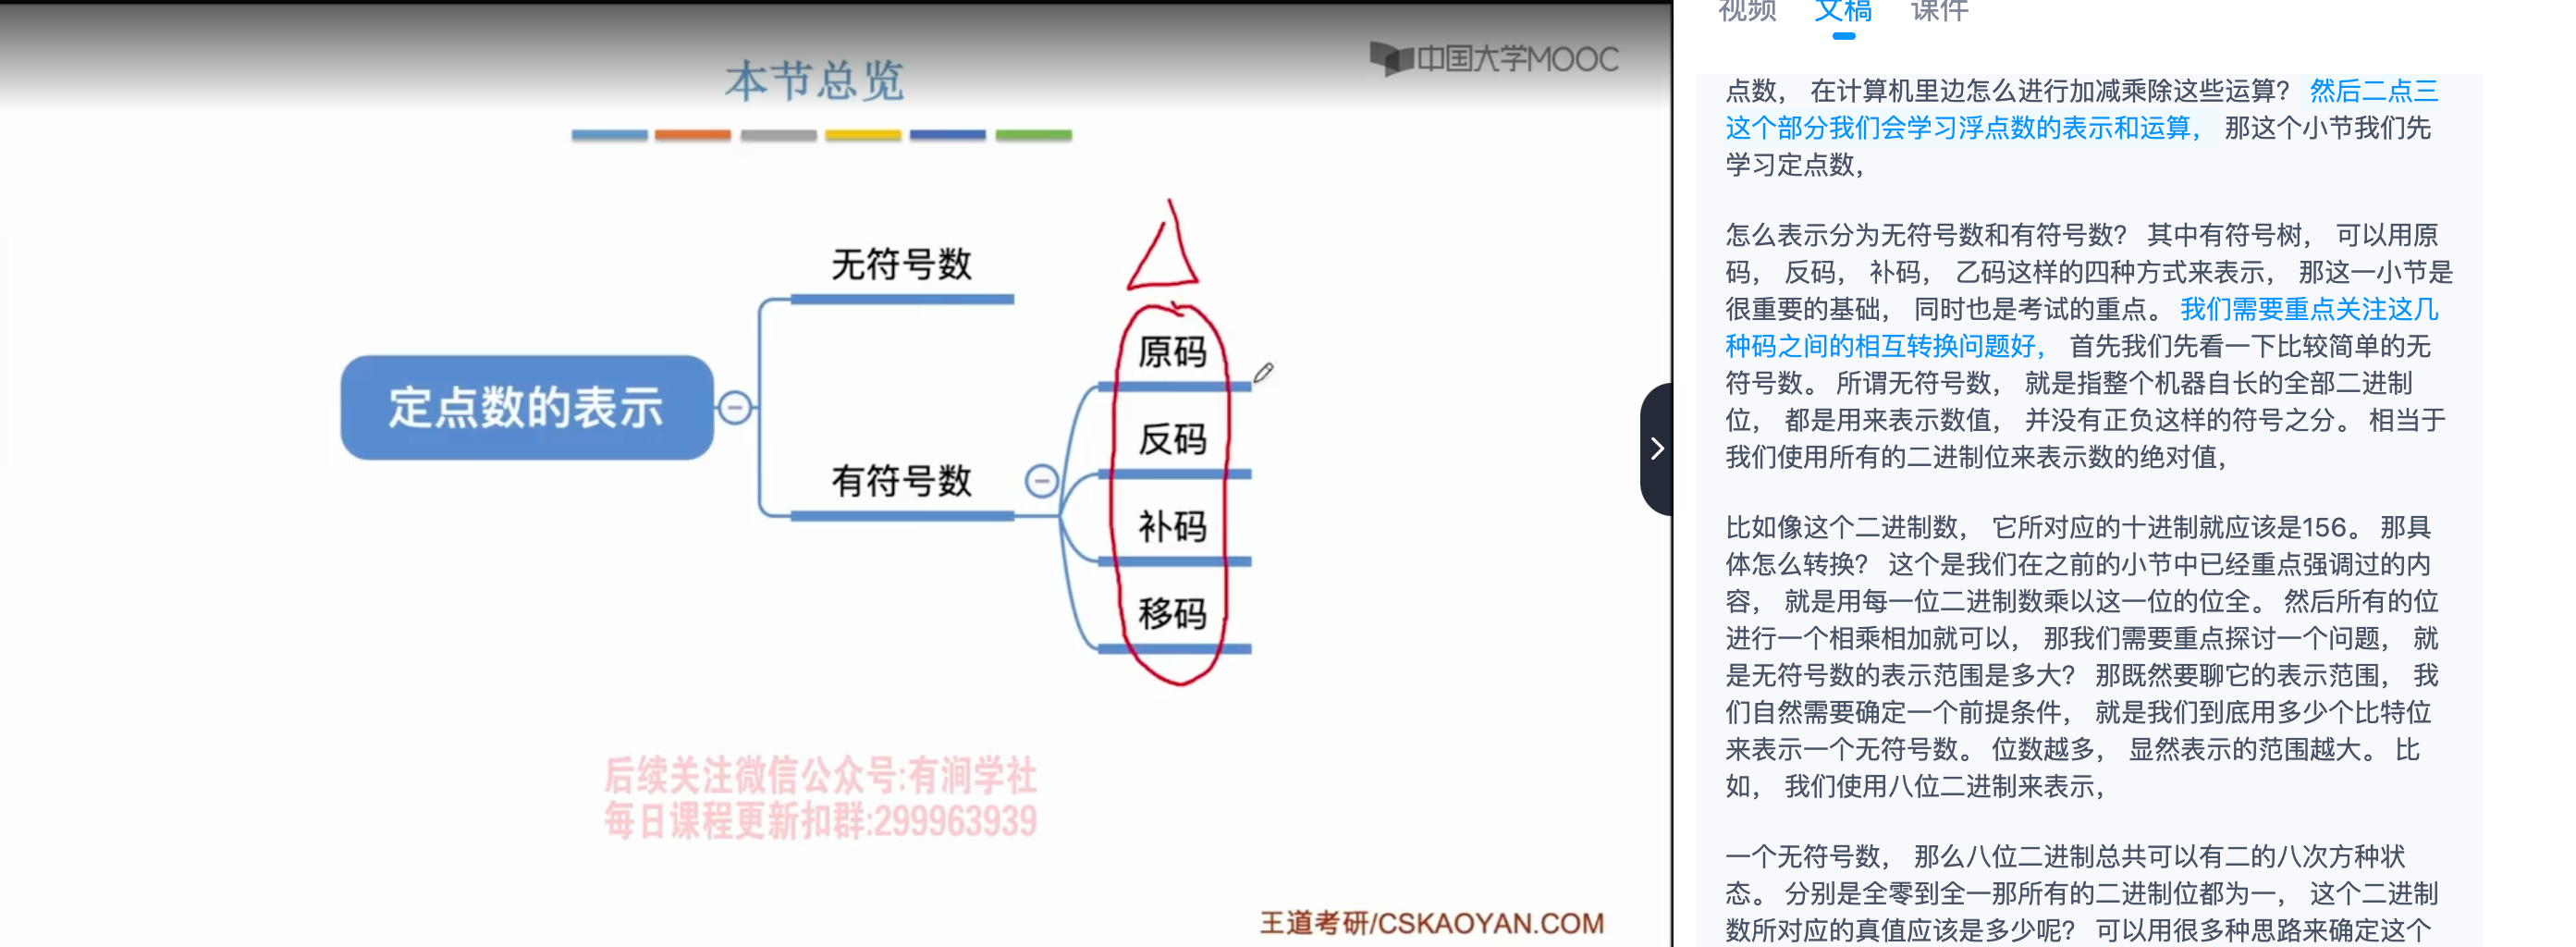 本节总览
中国大学MOOC
定点数的表示
无符号数
有符号数
原码
反码
补码
移码
后续关注微信公众号:有涧学社
每日课程更新扣群:299963939
王道考研/CSKAOYAN.COM
视频 文稿 课件
点数， 在计算机里边怎么进行加减乘除这些运算？ 然后二点三
这个部分我们会学习浮点数的表示和运算， 那这个小节我们先
学习定点数，
怎么表示分为无符号数和有符号数？ 其中有符号树， 可以用原
码， 反码， 补码， 乙码这样的四种方式来表示， 那这一小节是
很重要的基础， 同时也是考试的重点。 我们需要重点关注这几
种码之间的相互转换问题好， 首先我们先看一下比较简单的无
符号数。 所谓无符号数， 就是指整个机器自长的全部二进制
位， 都是用来表示数值， 并没有正负这样的符号之分。 相当于
我们使用所有的二进制位来表示数的绝对值，
比如像这个二进制数， 它所对应的十进制就应该是156。 那具
体怎么转换？ 这个是我们在之前的小节中已经重点强调过的内
容， 就是用每一位二进制数乘以这一位的位全。 然后所有的位
进行一个相乘相加就可以， 那我们需要重点探讨一个问题， 就
是无符号数的表示范围是多大？ 那既然要聊它的表示范围， 我
们自然需要确定一个前提条件， 就是我们到底用多少个比特位
来表示一个无符号数。 位数越多， 显然表示的范围越大。 比
如， 我们使用八位二进制来表示，
一个无符号数， 那么八位二进制总共可以有二的八次方种状
态。 分别是全零到全一那所有的二进制位都为一， 这个二进制
数所对应的真值应该是多少呢？ 可以用很多种思路来确定这个